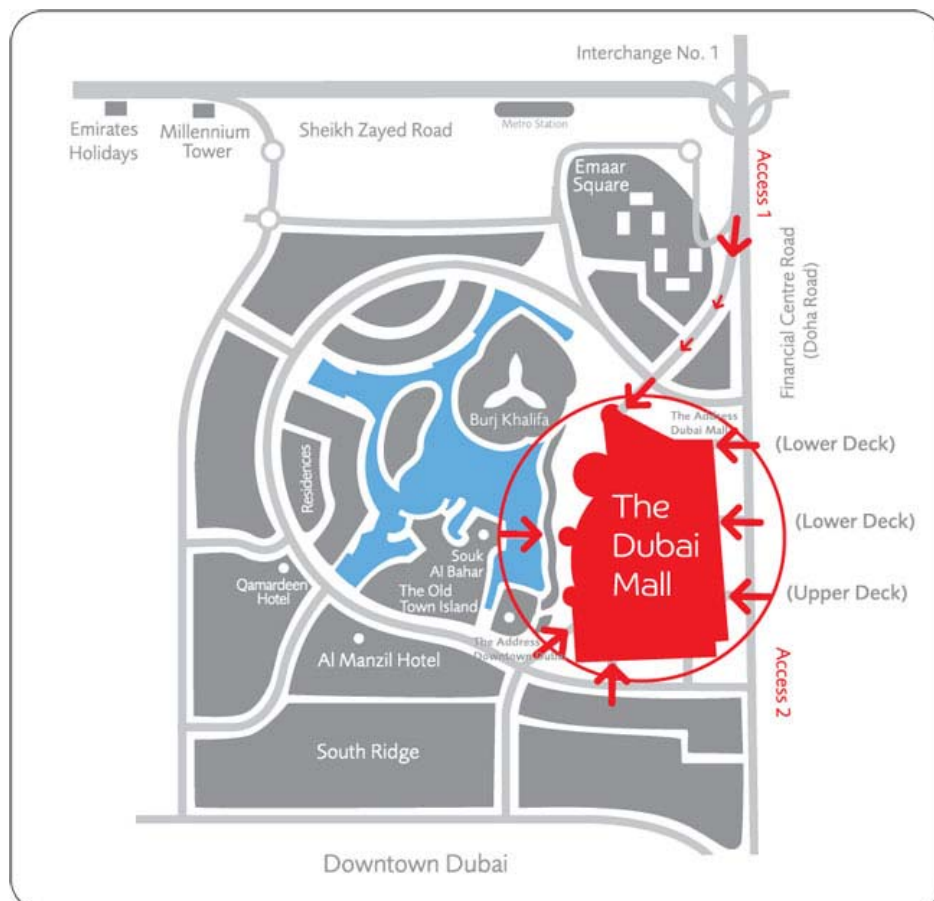 Interchange No. 1
Emirates
Holidays
Millennium
Tower
Sheikh Zayed Road
Metro Station
Emaar
Square
Access 1
Financial Centre Road
(Doha Road)
Burj Khalifa
The Address
Dubai Mall
(Lower Deck)
Residences
The
Dubai
Mall
(Lower Deck)
Souk
Al Bahar
Qamardeen
Hotel
The Old
Town Island
(Upper Deck)
The Address
Downtown Dubai
Al Manzil Hotel
Access 2
South Ridge
Downtown Dubai